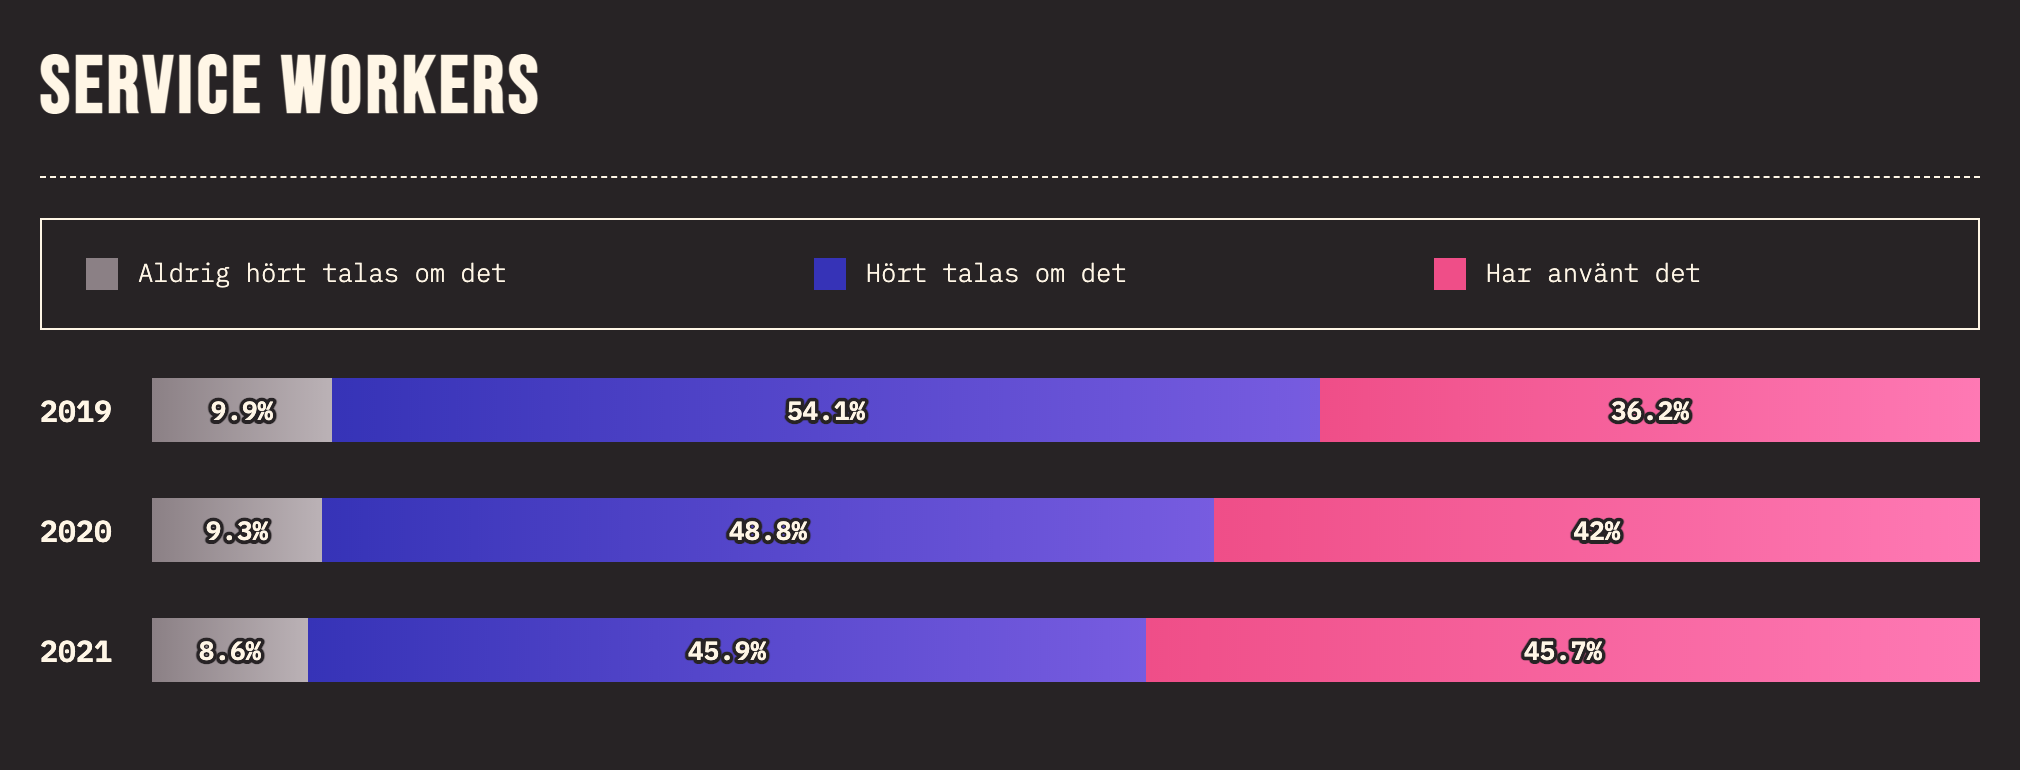 SERVICE WORKERS
Aldrig hört talas om det Hört talas om det Har använt det
2019 9.9% 54.1% 36.2%
2020 9.3% 48.8% 42%
2021 8.6% 45.9% 45.7%